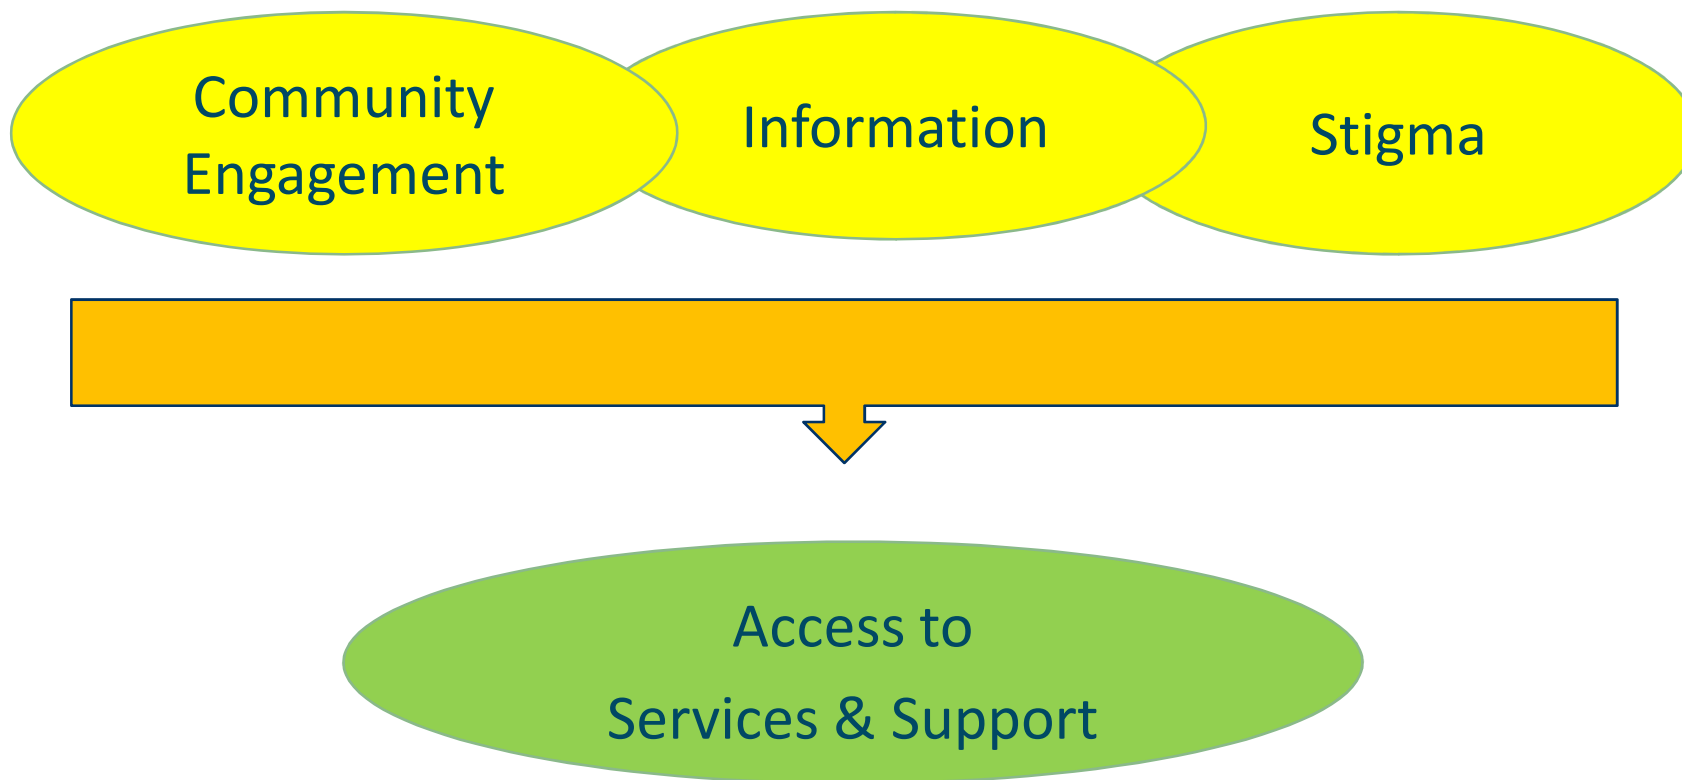 Community
Engagement
Information
Stigma
Access to
Services & Support